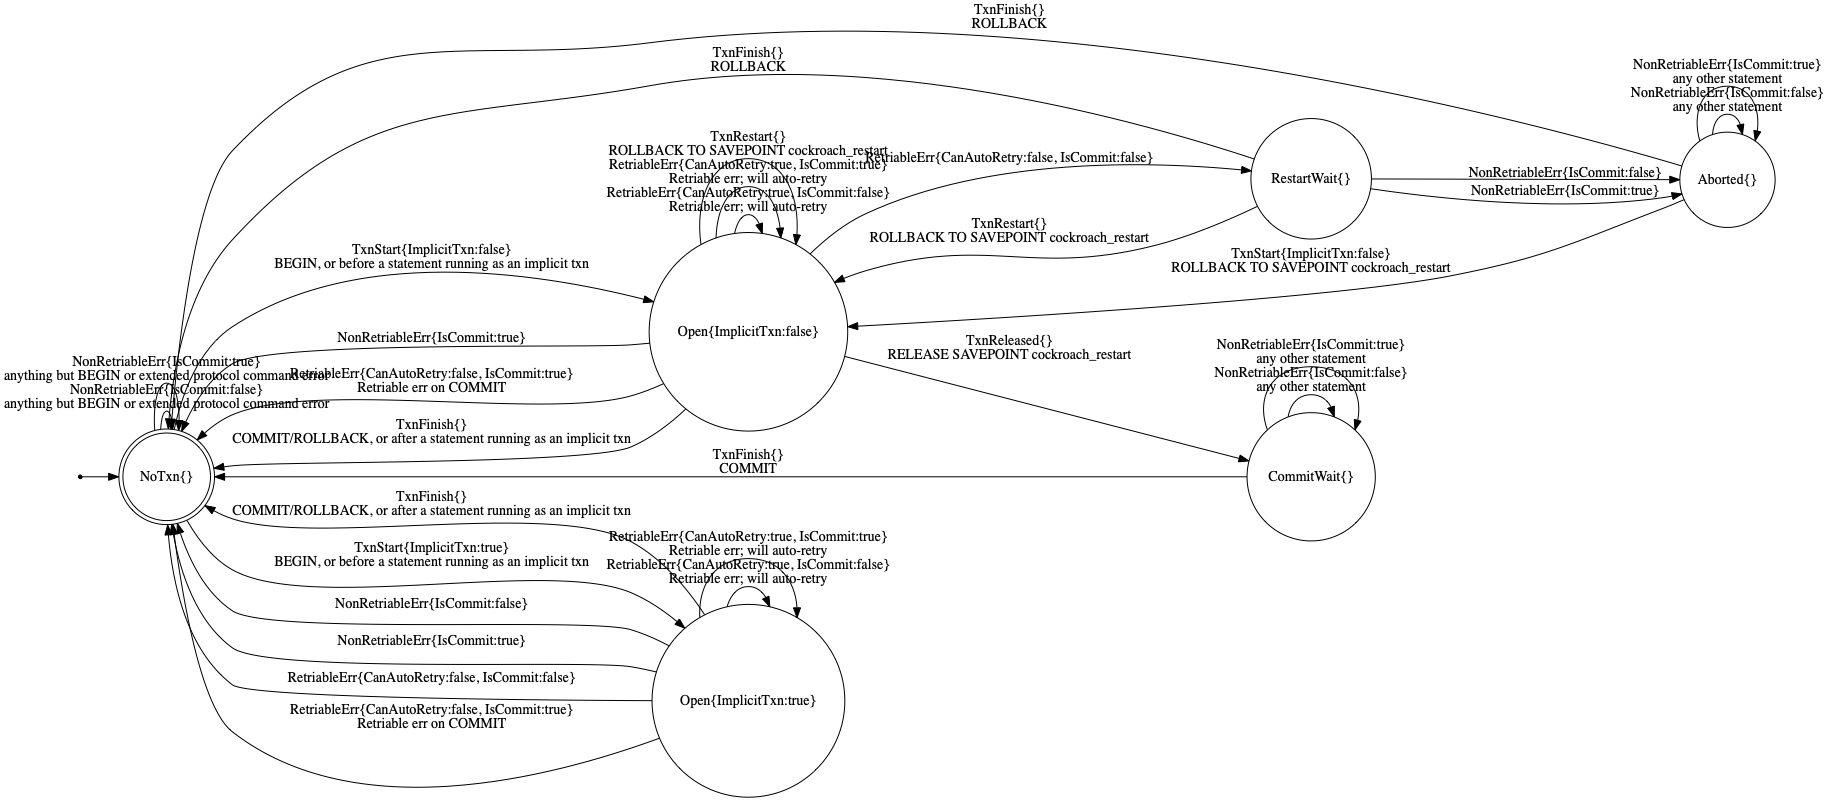 TxnFinish{}
ROLLBACK
TxnFinish{}
ROLLBACK
NonRetriableErr{IsCommit:true}
any other statement
NonRetriableErr{IsCommit:false}
any other statement
TxnRestart{}
ROLLBACK TO SAVEPOINT cockroach_restart
RetriableErr{CanAutoRetry:true, IsCommit:true}
Retriable err; will auto-retry
RetriableErr{CanAutoRetry:true, IsCommit:false}
Retriable err; will auto-retry
RetriableErr{CanAutoRetry:false, IsCommit:false}
RestartWait{}
NonRetriableErr{IsCommit:false}
NonRetriableErr{IsCommit:true}
Aborted{}
TxnRestart{}
ROLLBACK TO SAVEPOINT cockroach_restart
TxnStart{ImplicitTxn:false}
BEGIN, or before a statement running as an implicit txn
TxnStart{ImplicitTxn:false}
ROLLBACK TO SAVEPOINT cockroach_restart
Open{ImplicitTxn:false}
NonRetriableErr{IsCommit:true}
TxnReleased{}
RELEASE SAVEPOINT cockroach_restart
NonRetriableErr{IsCommit:true}
any other statement
NonRetriableErr{IsCommit:false}
any other statement
NonRetriableErr{IsCommit:true}
anything but BEGIN or extended protocol command error
NonRetriableErr{IsCommit:false}
anything but BEGIN or extended protocol command error
RetriableErr{CanAutoRetry:false, IsCommit:true}
Retriable err on COMMIT
TxnFinish{}
COMMIT/ROLLBACK, or after a statement running as an implicit txn
TxnFinish{}
COMMIT
NoTxn{}
CommitWait{}
TxnFinish{}
COMMIT/ROLLBACK, or after a statement running as an implicit txn
RetriableErr{CanAutoRetry:true, IsCommit:true}
Retriable err; will auto-retry
RetriableErr{CanAutoRetry:true, IsCommit:false}
Retriable err; will auto-retry
TxnStart{ImplicitTxn:true}
BEGIN, or before a statement running as an implicit txn
NonRetriableErr{IsCommit:false}
NonRetriableErr{IsCommit:true}
RetriableErr{CanAutoRetry:false, IsCommit:false}
Open{ImplicitTxn:true}
RetriableErr{CanAutoRetry:false, IsCommit:true}
Retriable err on COMMIT